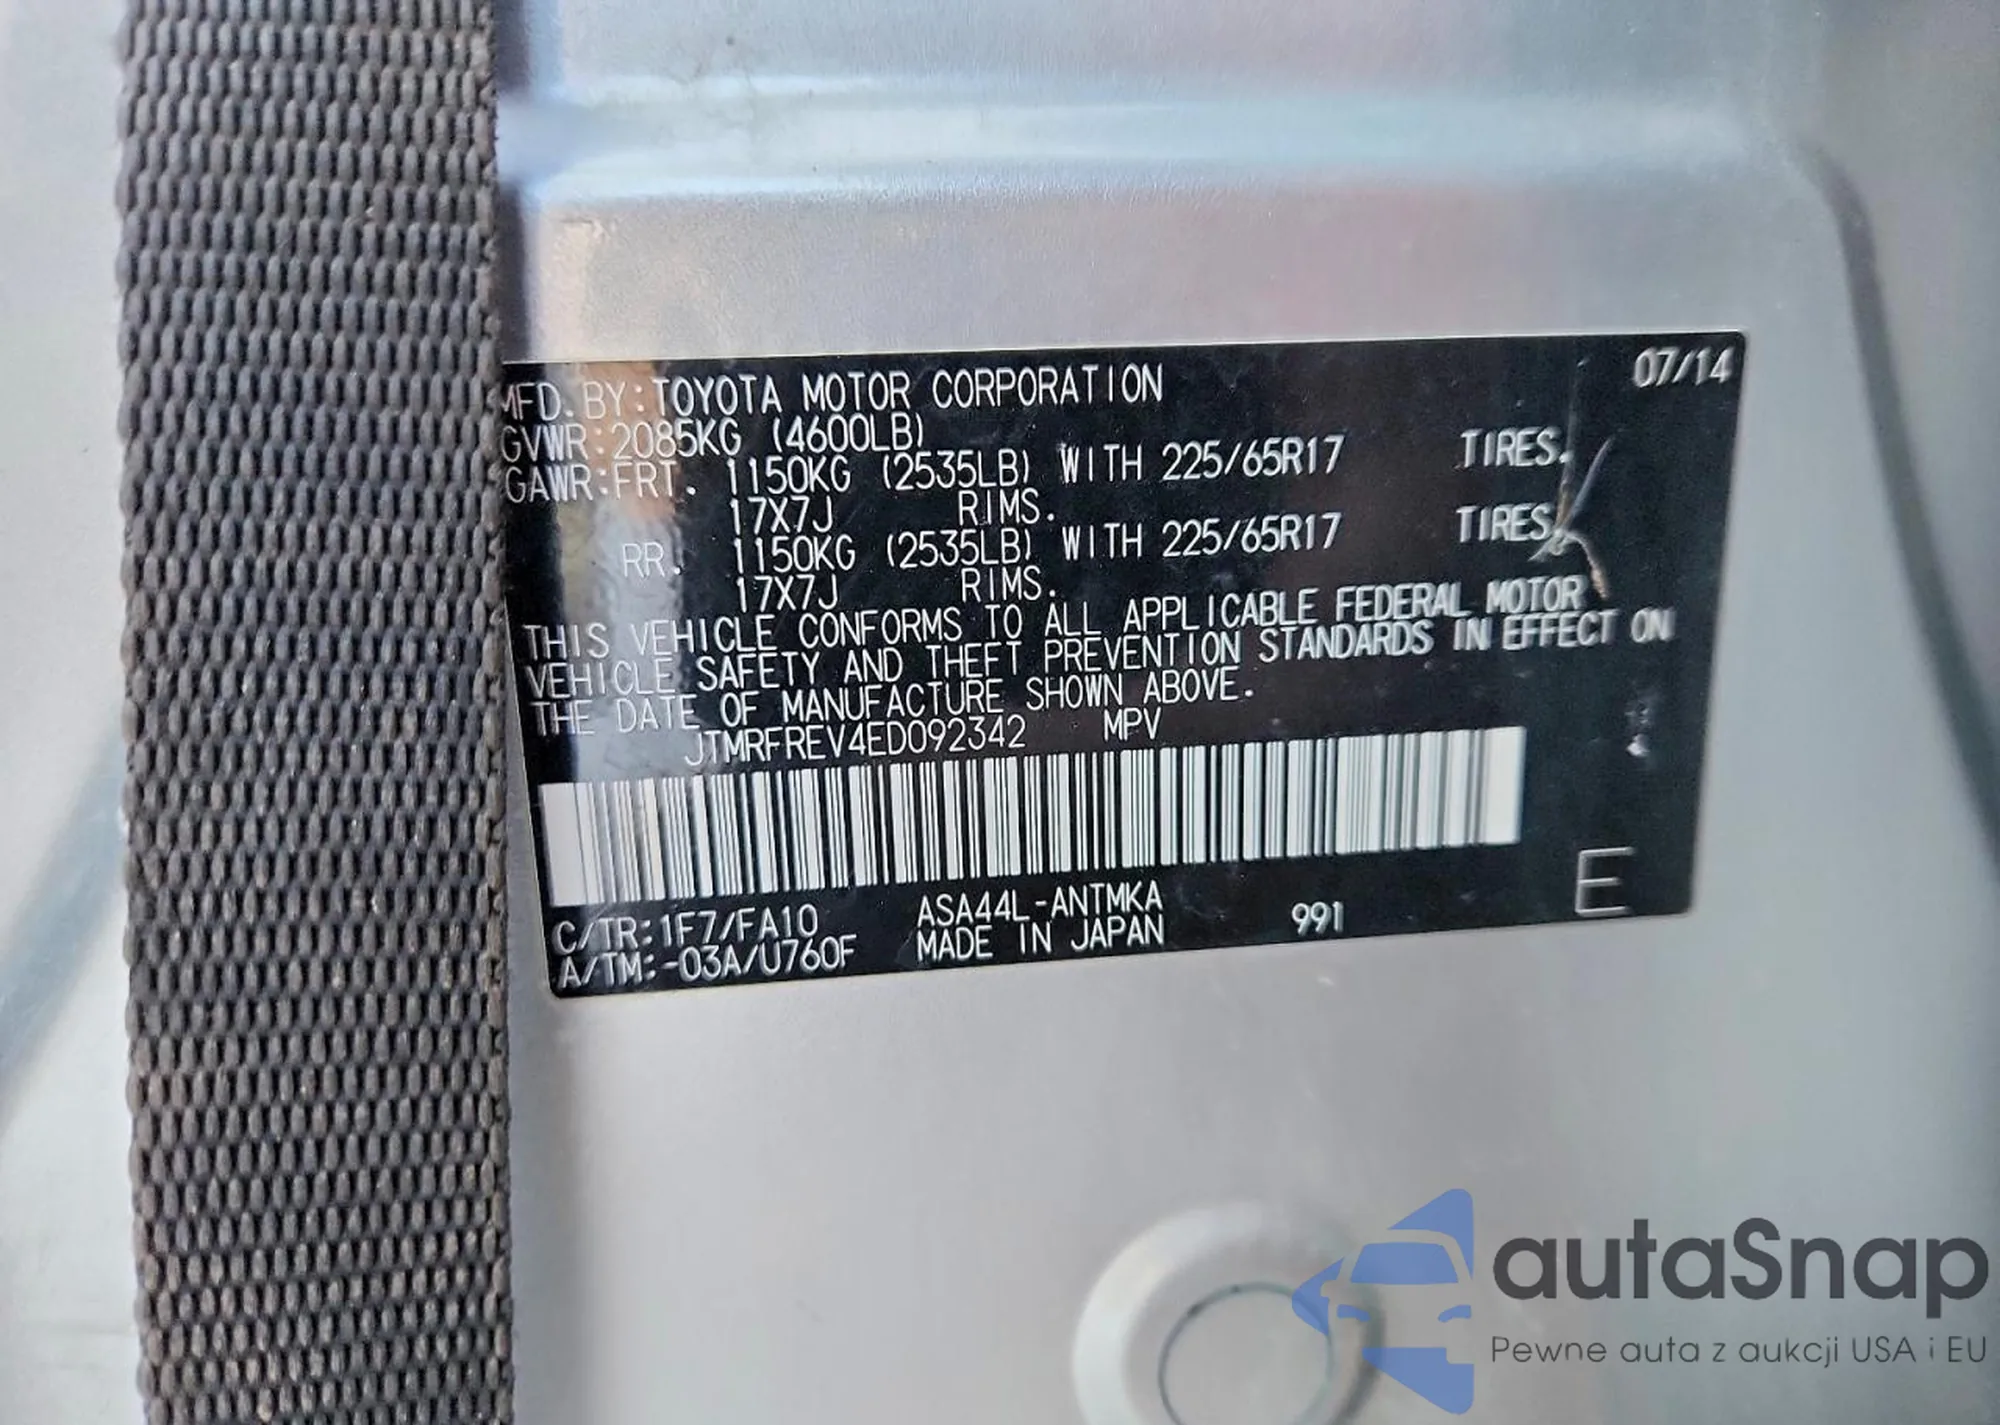 MFD. BY: TOYOTA MOTOR CORPORATION 07/14
GVWR: 2085KG (4600LB)
GAWR: FRT. 1150KG (2535LB) WITH 225/65R17 TIRES.
17X7J RIMS.
RR. 1150KG (2535LB) WITH 225/65R17 TIRES,
17X7J RIMS.
THIS VEHICLE CONFORMS TO ALL APPLICABLE FEDERAL MOTOR
VEHICLE SAFETY AND THEFT PREVENTION STANDARDS IN EFFECT ON
THE DATE OF MANUFACTURE SHOWN ABOVE.
JTMRFREV4ED092342 MPV
C/TR: 1F7/FA10 ASA44L-ANTMKA 991 E
A/TM: -03A/U760F MADE IN JAPAN
autaSnap
Pewne auta z aukcji USA i EU